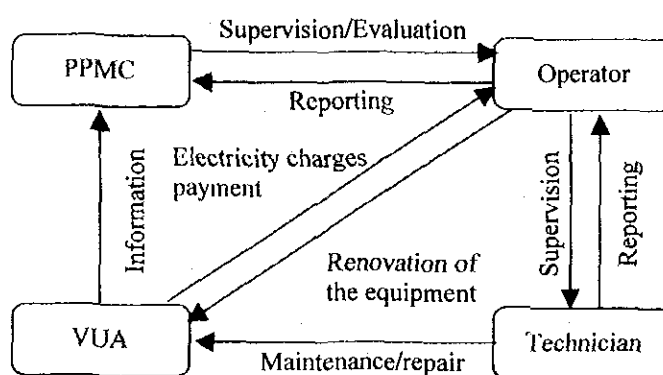 Supervision/Evaluation
PPMC
Operator
Reporting
Electricity charges
payment
Information
Supervision
Reporting
Renovation of
the equipment
VUA
Technician
Maintenance/repair